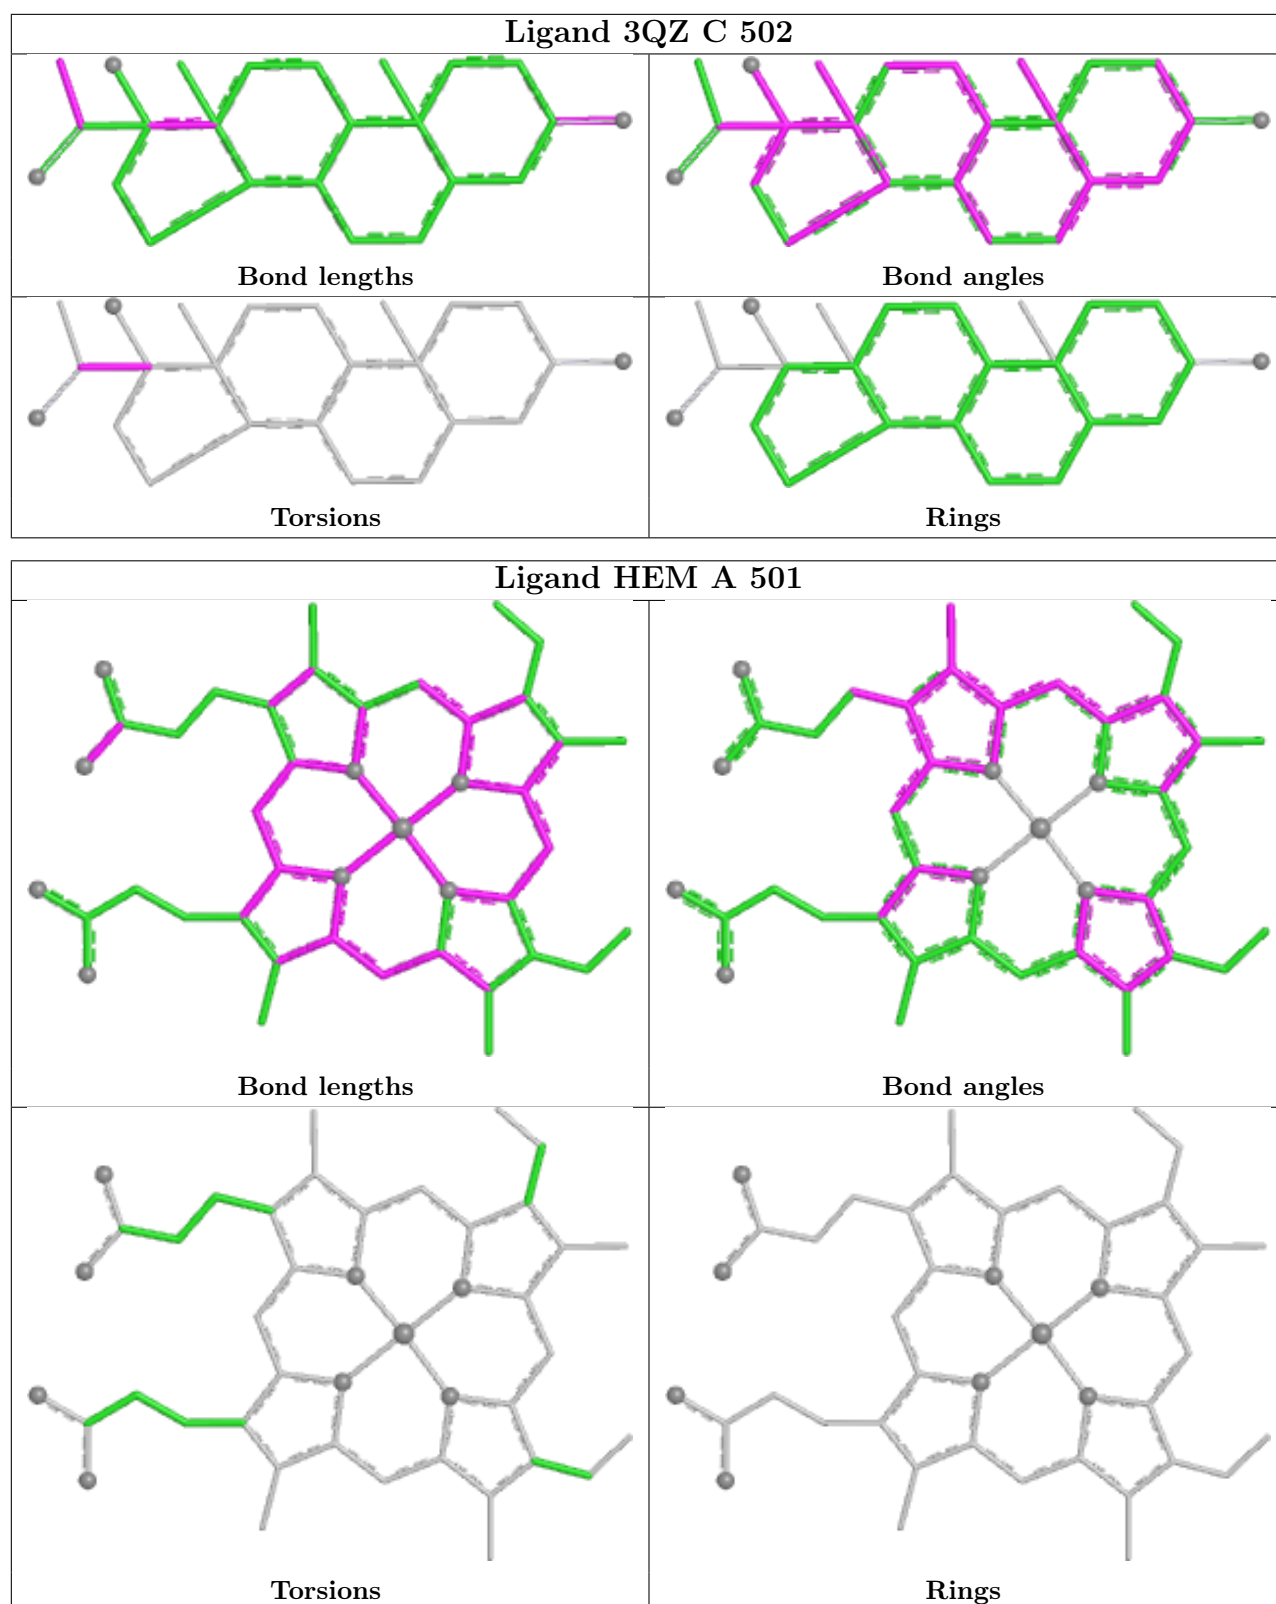 Ligand 3QZ C 502
Bond lengths
Bond angles
Torsions
Rings
Ligand HEM A 501
Bond lengths
Bond angles
Torsions
Rings